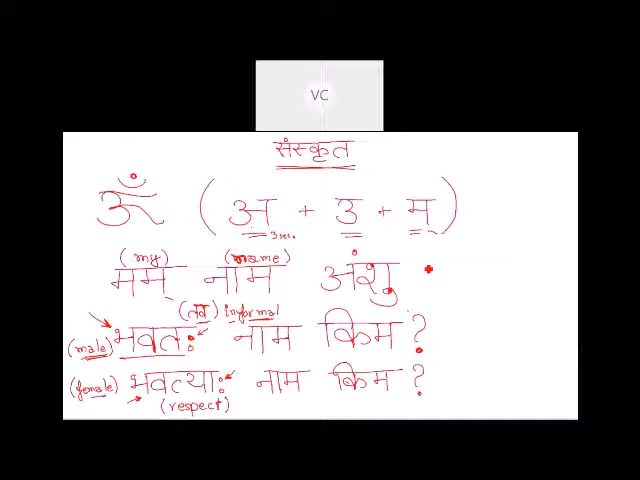 VC
संस्कृत
ॐ (अ + उ + म्)
3 sec.
(my) (name)
मम नाम अंशु
(तव) informal
(male) भवतः नाम किम ?
(female) भवत्याः नाम किम ?
(respect)